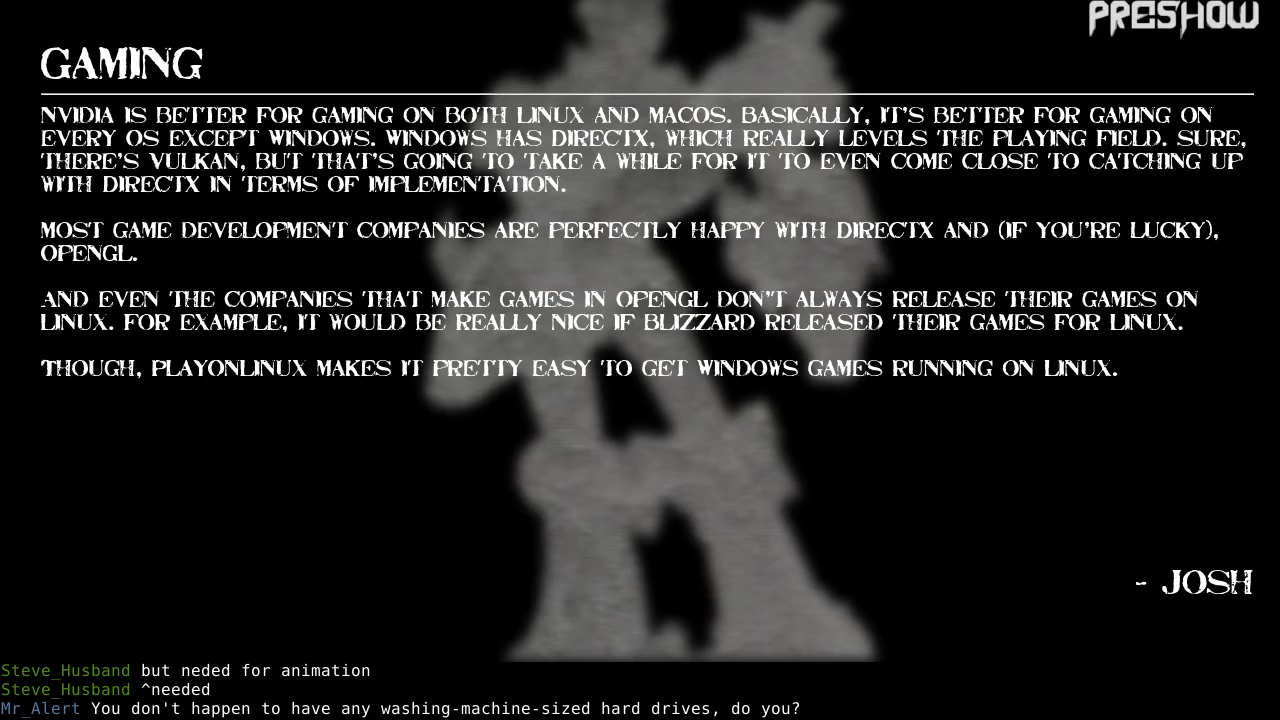 PRESHOW
GAMING
NVIDIA IS BETTER FOR GAMING ON BOTH LINUX AND MACOS. BASICALLY, IT'S BETTER FOR GAMING ON
EVERY OS EXCEPT WINDOWS. WINDOWS HAS DIRECTX, WHICH REALLY LEVELS THE PLAYING FIELD. SURE,
THERE'S VULKAN, BUT THAT'S GOING TO TAKE A WHILE FOR IT TO EVEN COME CLOSE TO CATCHING UP
WITH DIRECTX IN TERMS OF IMPLEMENTATION.
MOST GAME DEVELOPMENT COMPANIES ARE PERFECTLY HAPPY WITH DIRECTX AND (IF YOU'RE LUCKY),
OPENGL.
AND EVEN THE COMPANIES THAT MAKE GAMES IN OPENGL DON"T ALWAYS RELEASE THEIR GAMES ON
LINUX. FOR EXAMPLE, IT WOULD BE REALLY NICE IF BLIZZARD RELEASED THEIR GAMES FOR LINUX.
THOUGH, PLAYONLINUX MAKES IT PRETTY EASY TO GET WINDOWS GAMES RUNNING ON LINUX.
- JOSH
Steve_Husband but neded for animation
Steve_Husband ^needed
Mr_Alert You don't happen to have any washing-machine-sized hard drives, do you?